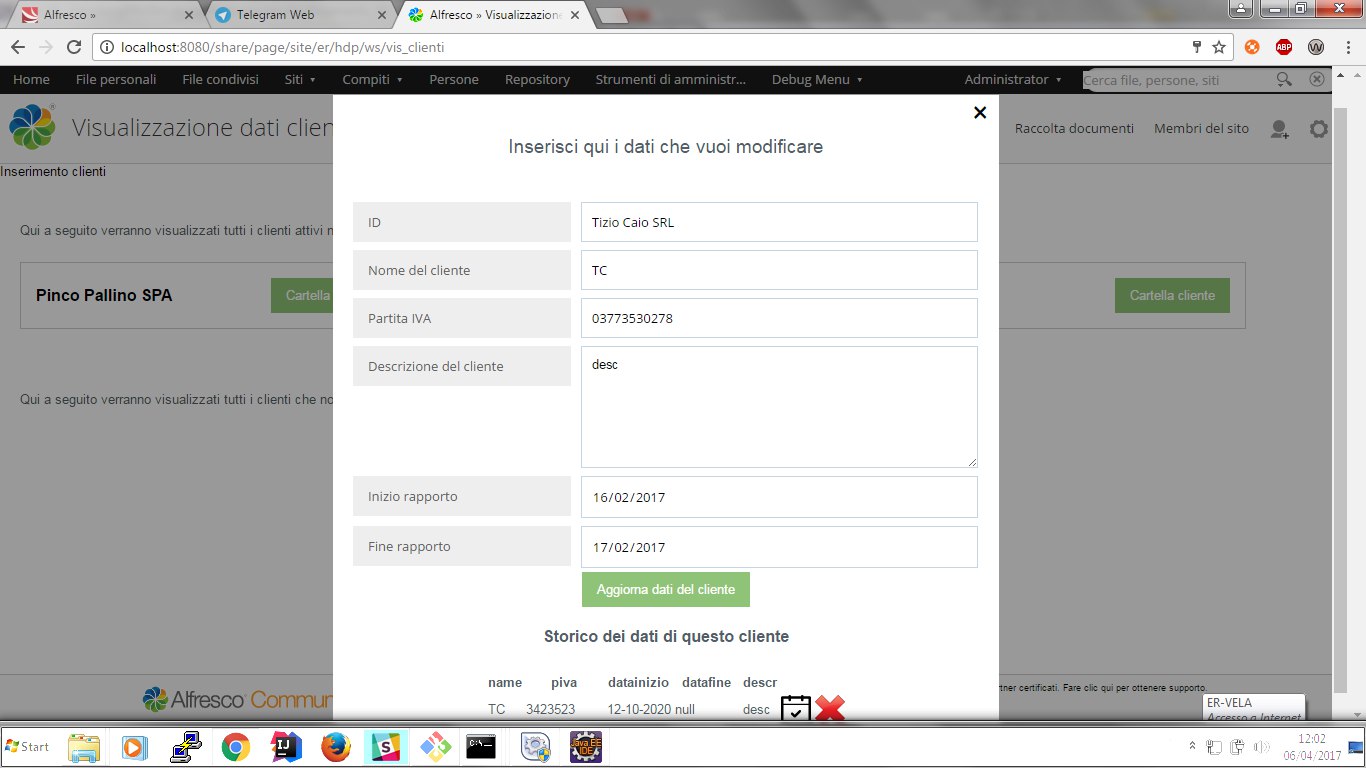 Alfresco »
Telegram Web
Alfresco » Visualizzazion
localhost:8080/share/page/site/er/hdp/ws/vis_clienti
ABP
Home File personali File condivisi Siti Compiti Persone Repository Strumenti di amministr... Debug Menu Administrator Cerca file, persone, siti
Visualizzazione dati clien
Raccolta documenti Membri del sito
Inserimento clienti
Inserisci qui i dati che vuoi modificare
Qui a seguito verranno visualizzati tutti i clienti attivi n
Pinco Pallino SPA Cartella
Cartella cliente
Qui a seguito verranno visualizzati tutti i clienti che no
ID Tizio Caio SRL
Nome del cliente TC
Partita IVA 03773530278
Descrizione del cliente desc
Inizio rapporto 16/02/2017
Fine rapporto 17/02/2017
Aggiorna dati del cliente
Storico dei dati di questo cliente
name piva datainizio datafine descr
TC 3423523 12-10-2020 null desc
Alfresco Commun
rtner certificati. Fare clic qui per ottenere supporto.
ER-VELA
Accesso a Internet
Start
Java EE
IDE
12:02
06/04/2017